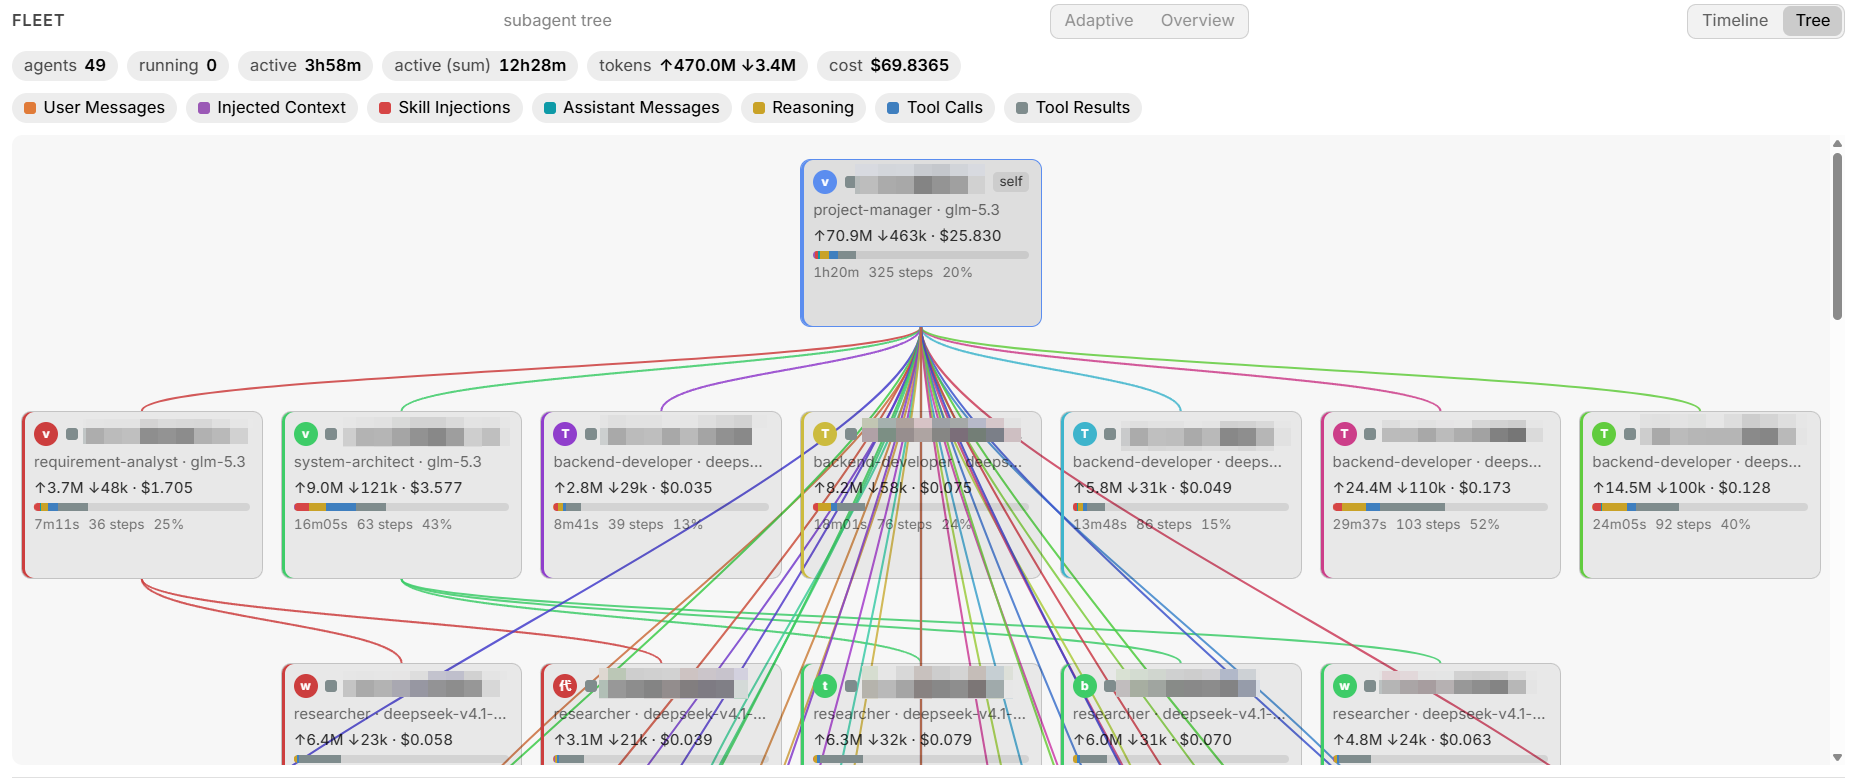 FLEET
subagent tree
Adaptive Overview
Timeline Tree
agents 49 running 0 active 3h58m active (sum) 12h28m tokens ↑470.0M ↓3.4M cost $69.8365
User Messages Injected Context Skill Injections Assistant Messages Reasoning Tool Calls Tool Results
v self
project-manager · glm-5.3
↑70.9M ↓463k · $25.830
1h20m 325 steps 20%
v
requirement-analyst · glm-5.3
↑3.7M ↓48k · $1.705
7m11s 36 steps 25%
v
system-architect · glm-5.3
↑9.0M ↓121k · $3.577
16m05s 63 steps 43%
T
backend-developer · deeps...
↑2.8M ↓29k · $0.035
8m41s 39 steps 13%
T
backend-developer · deeps...
↑8.2M ↓58k · $0.075
18m01s 76 steps 24%
T
backend-developer · deeps...
↑5.8M ↓31k · $0.049
13m48s 86 steps 15%
T
backend-developer · deeps...
↑24.4M ↓110k · $0.173
29m37s 103 steps 52%
T
backend-developer · deeps...
↑14.5M ↓100k · $0.128
24m05s 92 steps 40%
w
researcher · deepseek-v4.1-...
↑6.4M ↓23k · $0.058
researcher · deepseek-v4.1-...
↑3.1M ↓21k · $0.039
t
researcher · deepseek-v4.1-...
↑6.3M ↓32k · $0.079
b
researcher · deepseek-v4.1-...
↑6.0M ↓31k · $0.070
w
researcher · deepseek-v4.1-...
↑4.8M ↓24k · $0.063